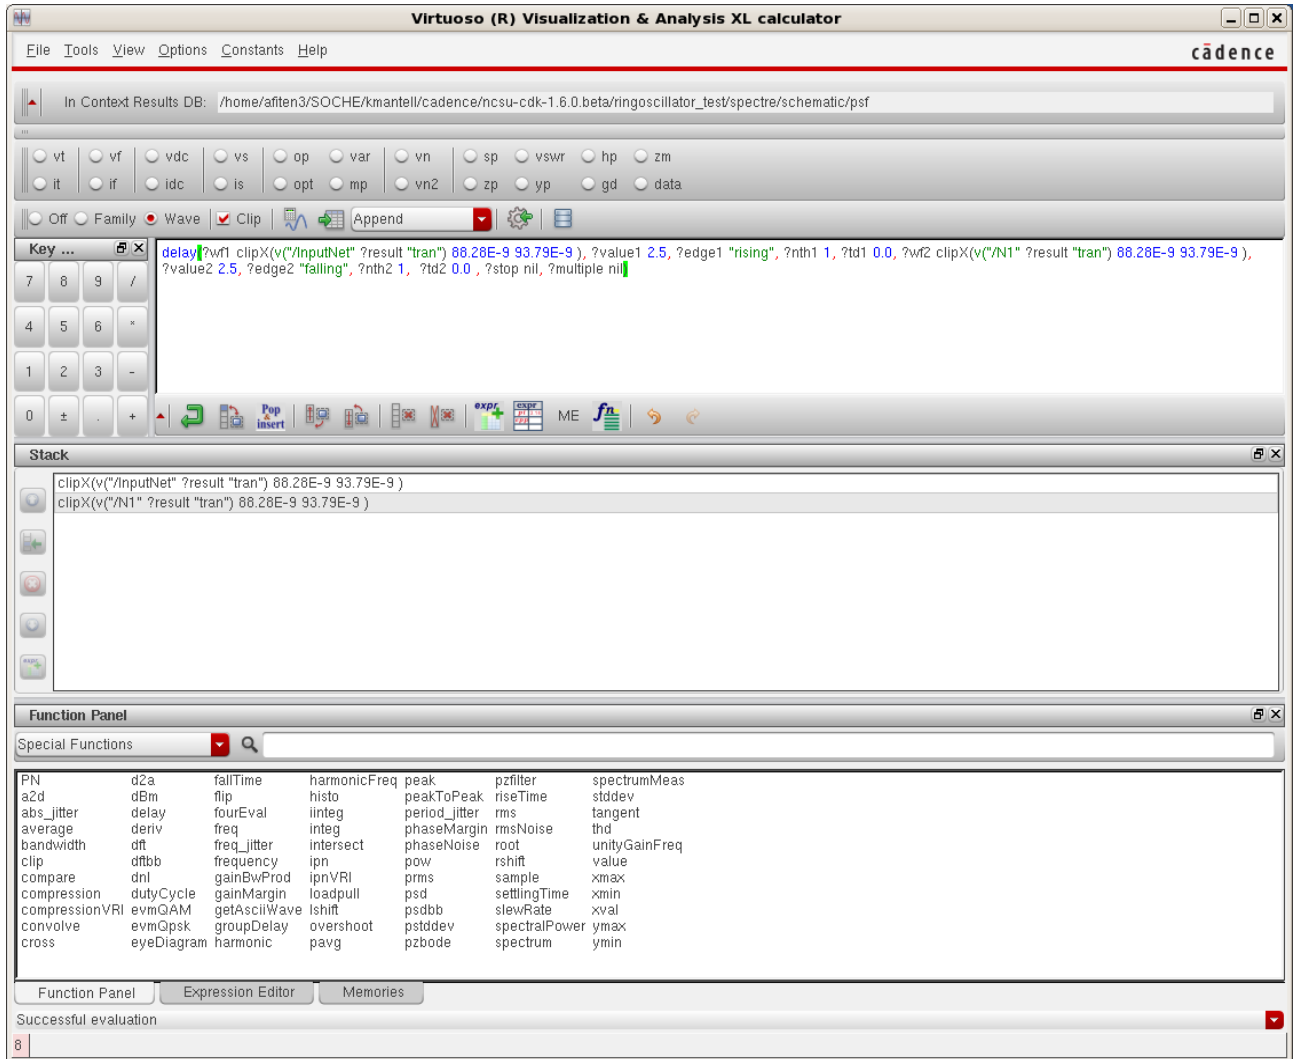 Virtuoso (R) Visualization & Analysis XL calculator
File Tools View Options Constants Help
cādence
In Context Results DB: /home/afiten3/SOCHE/kmantell/cadence/ncsu-cdk-1.6.0.beta/ringoscillator_test/spectre/schematic/psf
vt vf vdc vs op var vn sp vswr hp zm
it if idc is opt mp vn2 zp yp gd data
Off Family Wave Clip Append
Key ...
delay(?wf1 clipX(v("/InputNet" ?result "tran") 88.28E-9 93.79E-9 ), ?value1 2.5, ?edge1 "rising", ?nth1 1, ?td1 0.0, ?wf2 clipX(v("/N1" ?result "tran") 88.28E-9 93.79E-9 ),
?value2 2.5, ?edge2 "falling", ?nth2 1, ?td2 0.0 , ?stop nil, ?multiple nil)
7 8 9 /
4 5 6 *
1 2 3 -
0 ± . +
Pop & insert expr expr ME fn
Stack
clipX(v("/InputNet" ?result "tran") 88.28E-9 93.79E-9 )
clipX(v("/N1" ?result "tran") 88.28E-9 93.79E-9 )
expr
Function Panel
Special Functions
PN d2a fallTime harmonicFreq peak pzfilter spectrumMeas
a2d dBm flip histo peakToPeak riseTime stddev
abs_jitter delay fourEval iinteg period_jitter rms tangent
average deriv freq integ phaseMargin rmsNoise thd
bandwidth dft freq_jitter intersect phaseNoise root unityGainFreq
clip dftbb frequency ipn pow rshift value
compare dnl gainBwProd ipnVRI prms sample xmax
compression dutyCycle gainMargin loadpull psd settlingTime xmin
compressionVRI evmQAM getAsciiWave lshift psdbb slewRate xval
convolve evmQpsk groupDelay overshoot pstddev spectralPower ymax
cross eyeDiagram harmonic pavg pzbode spectrum ymin
Function Panel Expression Editor Memories
Successful evaluation
8